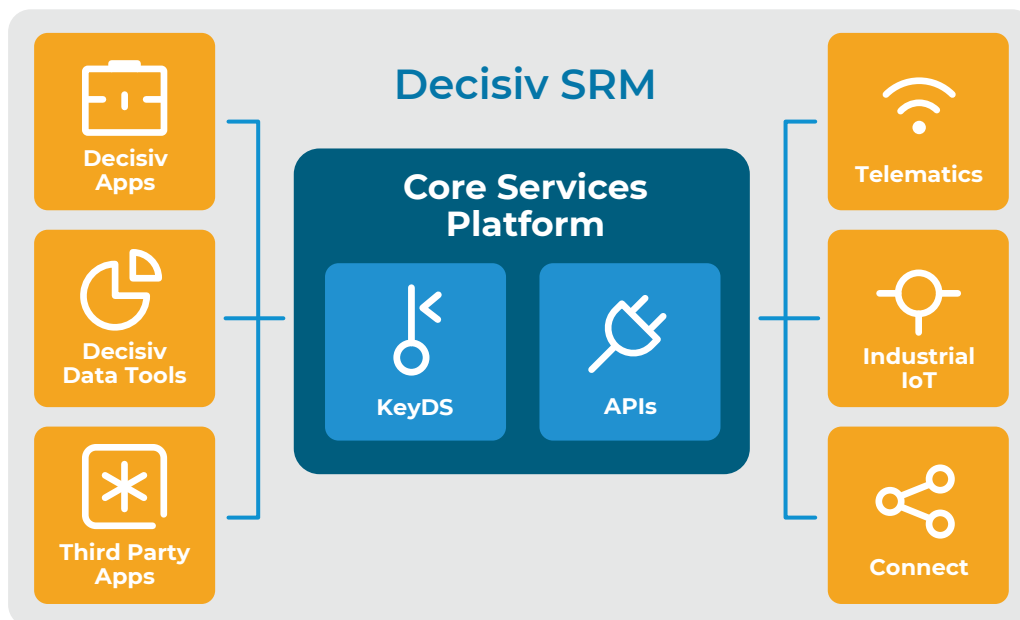 Decisiv SRM
Decisiv
Apps
Decisiv
Data Tools
Third Party
Apps
Core Services
Platform
KeyDS
APIs
Telematics
Industrial
IoT
Connect